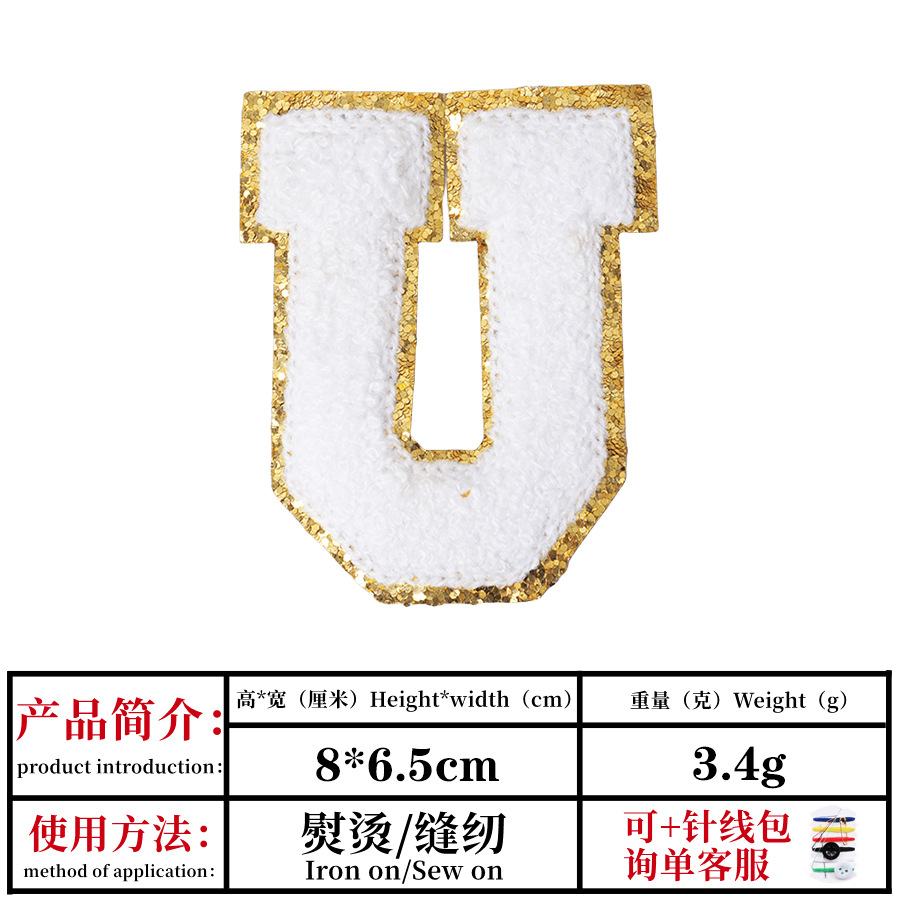 U
产品简介：
product introduction：
高*宽（厘米）Height*width（cm）
重量（克）Weight（g）
8*6.5cm
3.4g
使用方法：
method of application：
熨烫/缝纫
Iron on/Sew on
可+针线包
询单客服